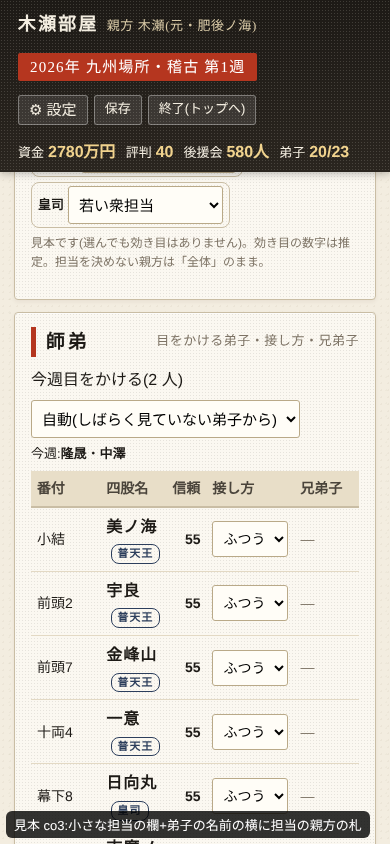 木瀬部屋 親方 木瀬(元・肥後ノ海)
2026年 九州場所・稽古 第1週
⚙ 設定 保存 終了(トップへ)
資金 2780万円 評判 40 後援会 580人 弟子 20/23
皇司 若い衆担当
見本です(選んでも効き目はありません)。効き目の数字は推
定。担当を決めない親方は「全体」のまま。
師弟 目をかける弟子・接し方・兄弟子
今週目をかける(2 人)
自動(しばらく見ていない弟子から)
今週:隆晟・中澤
番付 四股名 信頼 接し方 兄弟子
小結 美ノ海 普天王 55 ふつう —
前頭2 宇良 普天王 55 ふつう —
前頭7 金峰山 普天王 55 ふつう —
十両4 一意 普天王 55 ふつう —
幕下8 日向丸 皇司 55 ふつう —
見本 co3:小さな担当の欄+弟子の名前の横に担当の親方の札